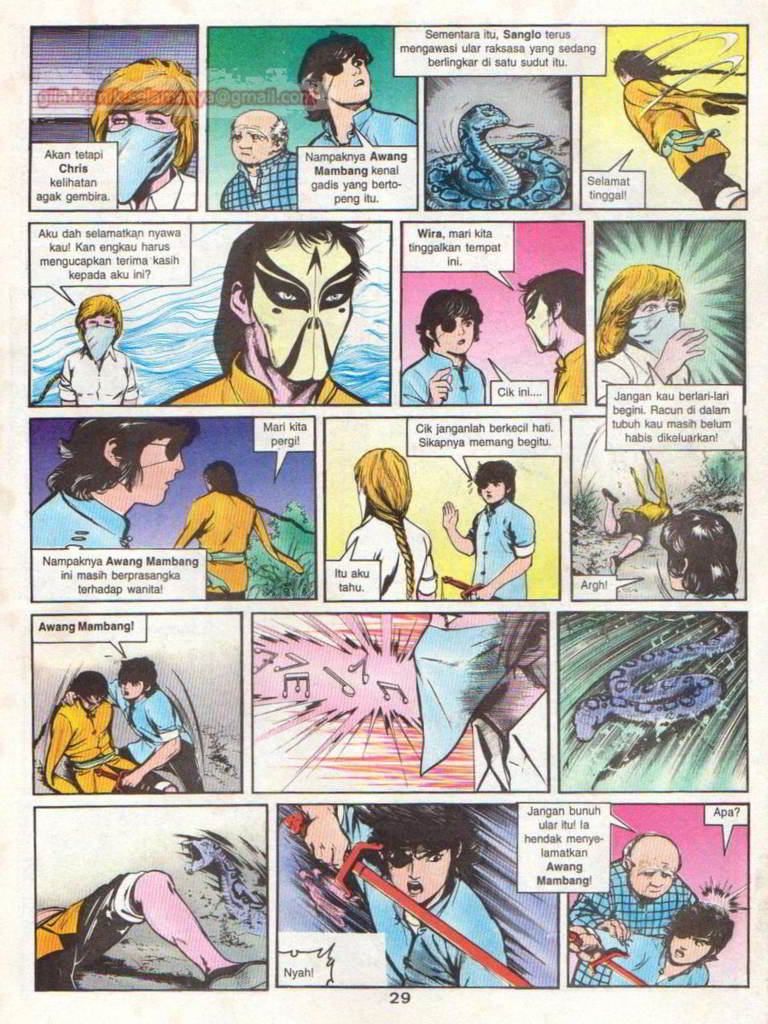 gila.komik.selamanya@gmail.com
Akan tetapi
Chris
kelihatan
agak gembira.
Nampaknya Awang
Mambang kenal
gadis yang berto-
peng itu.
Sementara itu, Sanglo terus
mengawasi ular raksasa yang sedang
berlingkar di satu sudut itu.
Selamat
tinggal!
Aku dah selamatkan nyawa
kau! Kan engkau harus
mengucapkan terima kasih
kepada aku ini?
Wira, mari kita
tinggalkan tempat
ini.
Cik ini....
Jangan kau berlari-lari
begini. Racun di dalam
tubuh kau masih belum
habis dikeluarkan!
Mari kita
pergi!
Nampaknya Awang Mambang
ini masih berprasangka
terhadap wanita!
Cik janganlah berkecil hati.
Sikapnya memang begitu.
Itu aku
tahu.
Argh!
Awang Mambang!
Nyah!
Jangan bunuh
ular itu! Ia
hendak menye-
lamatkan
Awang
Mambang!
Apa?
29